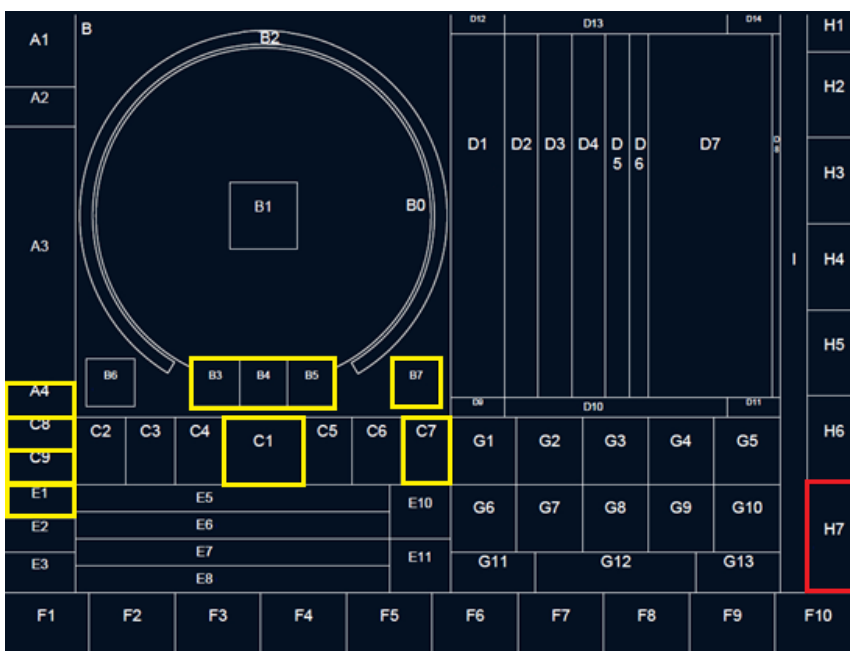 A1
A2
A3
A4
C8
C9
E1
E2
E3
B
B2
B1
B0
B6
B3 B4 B5
B7
C2 C3 C4 C1 C5 C6 C7
E5
E6
E7
E8
E10
E11
D12 D13 D14
D1 D2 D3 D4 D5 D6 D7 D8
D9 D10 D11
G1 G2 G3 G4 G5
G6 G7 G8 G9 G10
G11 G12 G13
I
H1
H2
H3
H4
H5
H6
H7
F1 F2 F3 F4 F5 F6 F7 F8 F9 F10